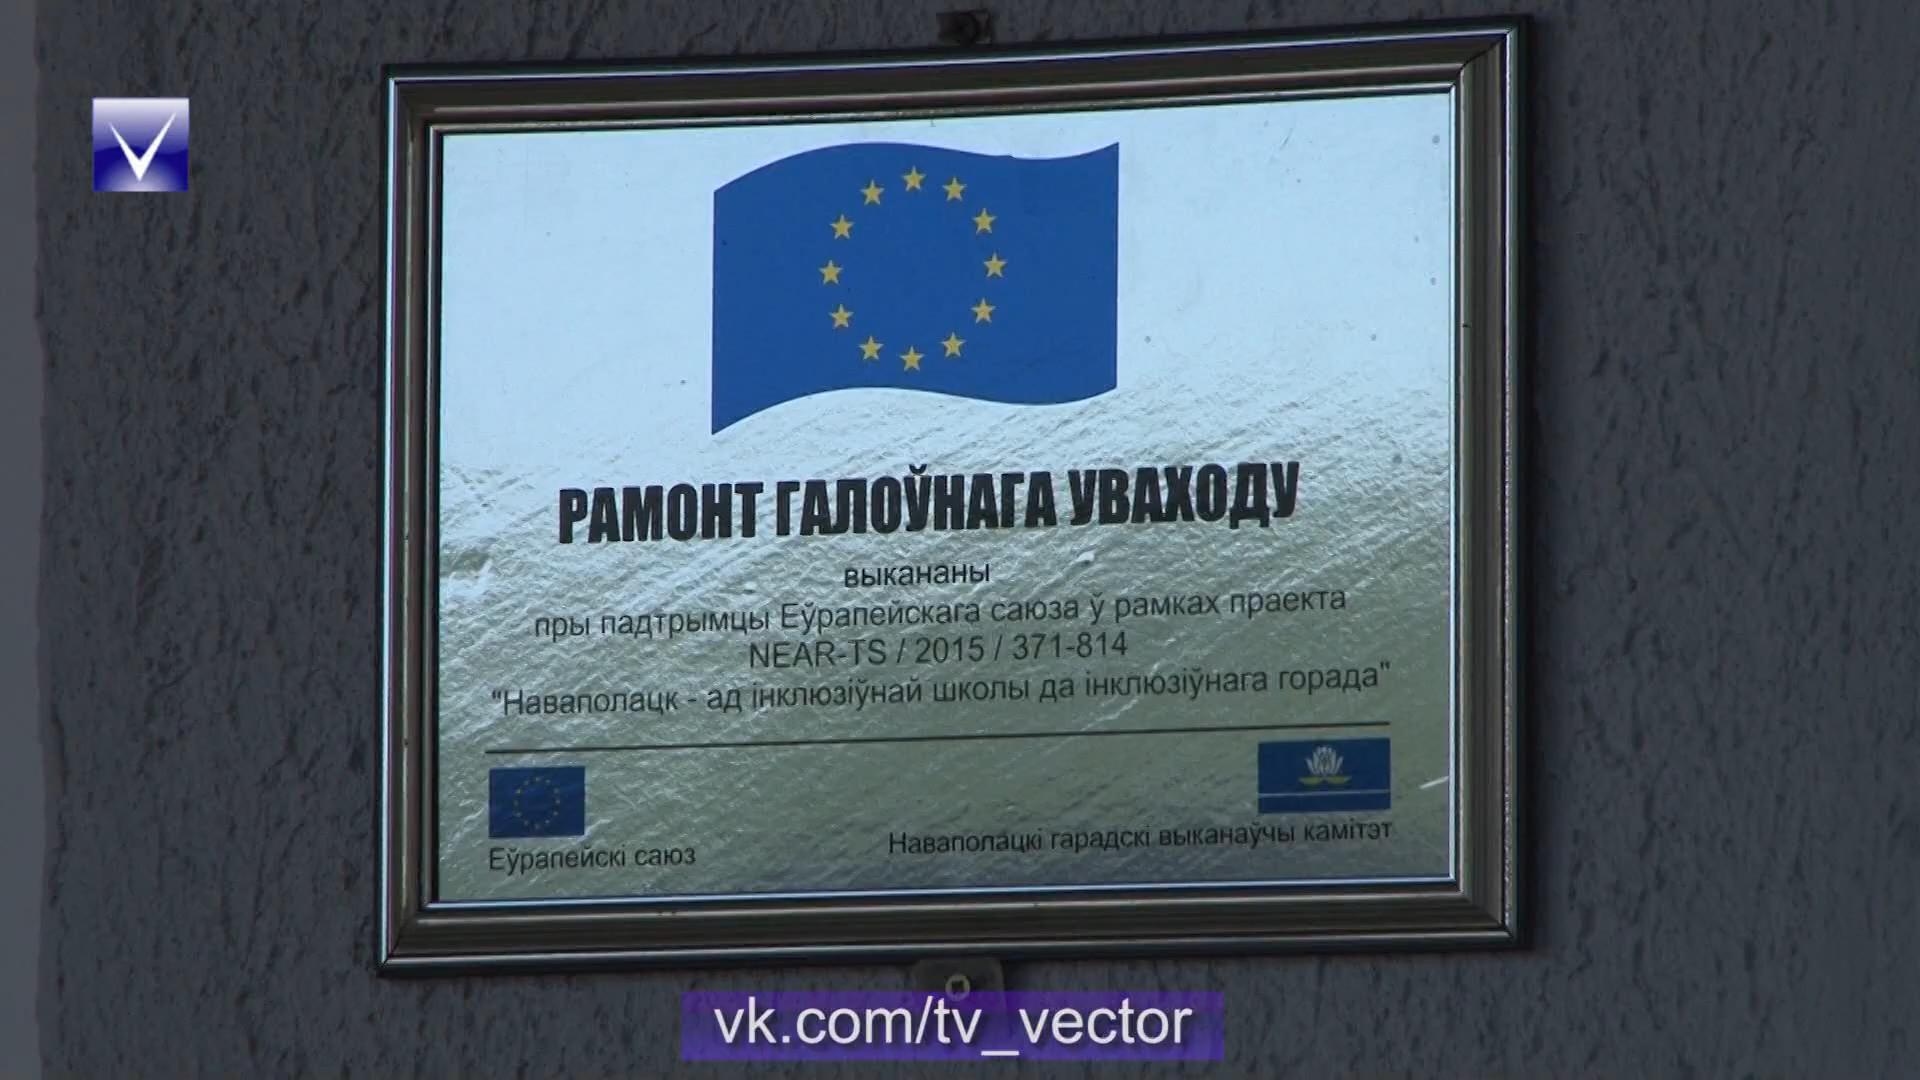 РАМОНТ ГАЛОЎНАГА УВАХОДУ
выкананы
пры падтрымцы Еўрапейскага саюза ў рамках праекта
NEAR-TS / 2015 / 371-814
"Наваполацк - ад інклюзіўнай школы да інклюзіўнага горада"
Еўрапейскі саюз
Наваполацкі гарадскі выканаўчы камітэт
vk.com/tv_vector